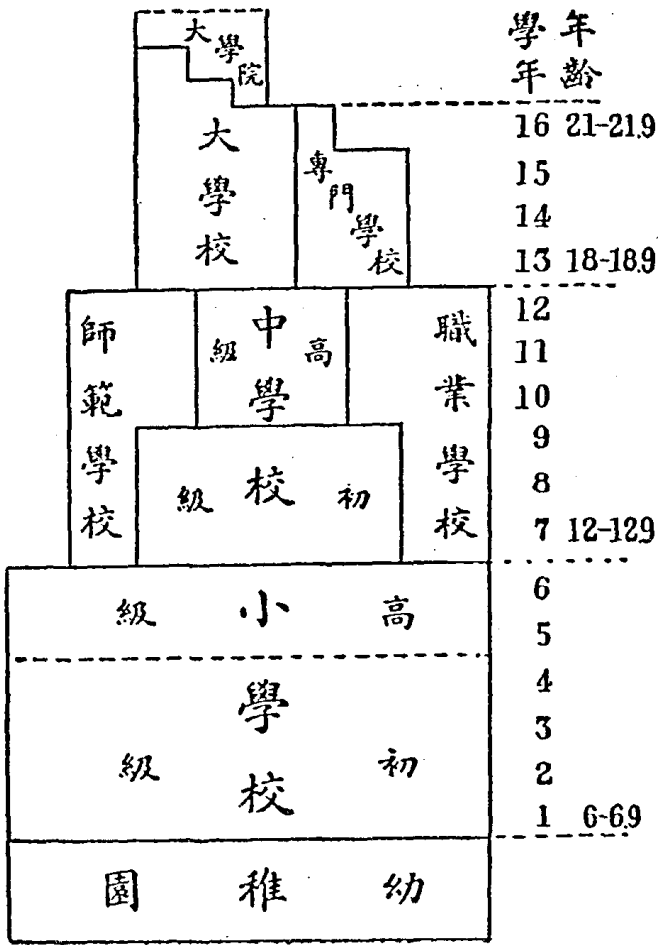 學年 年齡
大學院
16 21-21.9
15
14
13 18-18.9
大學校
專門學校
12
11
10
9
8
7 12-12.9
師範學校
中學校
高級
初級
職業學校
6
5
4
3
2
1 6-6.9
小學校
高級
初級
幼稚園